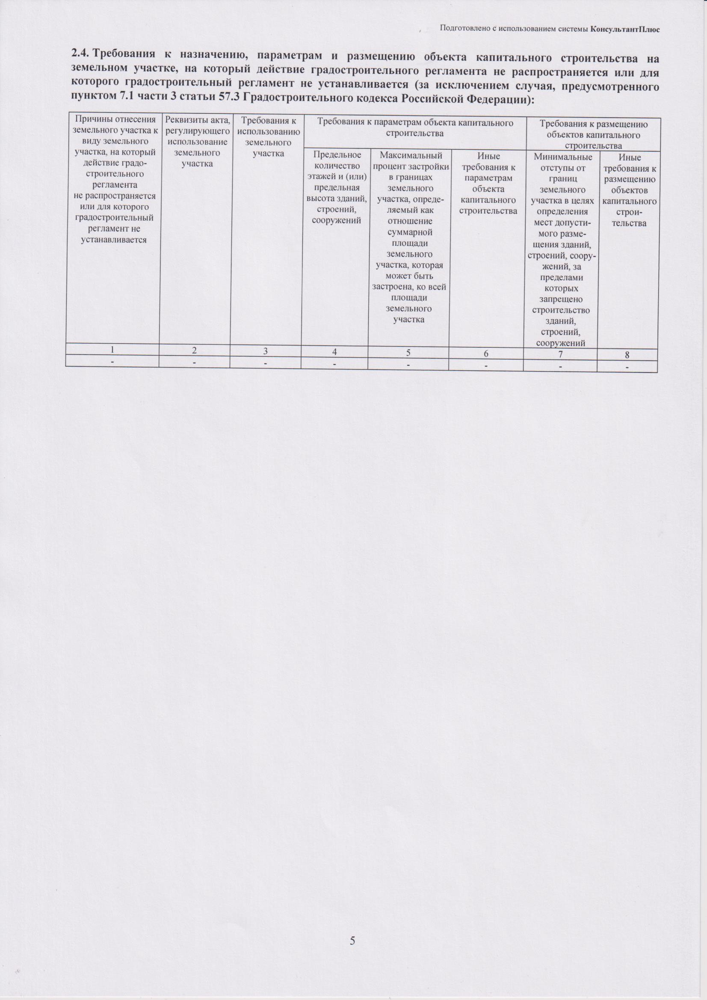 Подготовлено с использованием системы КонсультантПлюс
2.4. Требования к назначению, параметрам и размещению объекта капитального строительства на
земельном участке, на который действие градостроительного регламента не распространяется или для
которого градостроительный регламент не устанавливается (за исключением случая, предусмотренного
пунктом 7.1 части 3 статьи 57.3 Градостроительного кодекса Российской Федерации):
Причины отнесения
земельного участка к
виду земельного
участка, на который
действие градо-
строительного
регламента
не распространяется
или для которого
градостроительный
регламент не
устанавливается
Реквизиты акта,
регулирующего
использование
земельного
участка
Требования к
использованию
земельного
участка
Требования к параметрам объекта капитального
строительства
Требования к размещению
объектов капитального
строительства
Предельное
количество
этажей и (или)
предельная
высота зданий,
строений,
сооружений
Максимальный
процент застройки
в границах
земельного
участка, опреде-
ляемый как
отношение
суммарной
площади
земельного
участка, которая
может быть
застроена, ко всей
площади
земельного
участка
Иные
требования к
параметрам
объекта
капитального
строительства
Минимальные
отступы от
границ
земельного
участка в целях
определения
мест допусти-
мого разме-
щения зданий,
строений, соору-
жений, за
пределами
которых
запрещено
строительство
зданий,
строений,
сооружений
Иные
требования к
размещению
объектов
капитального
строи-
тельства
1 2 3 4 5 6 7 8
- - - - - - - -
5